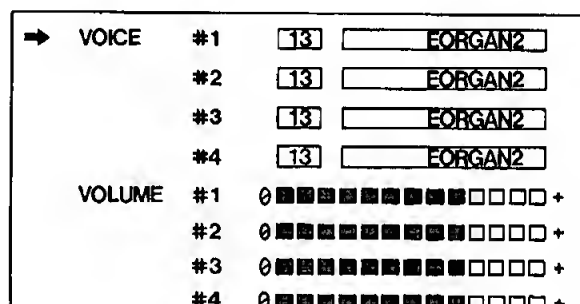 ➡ VOICE #1 13 EORGAN2
#2 13 EORGAN2
#3 13 EORGAN2
#4 13 EORGAN2
VOLUME #1 0 +
#2 0 +
#3 0 +
#4 0 +